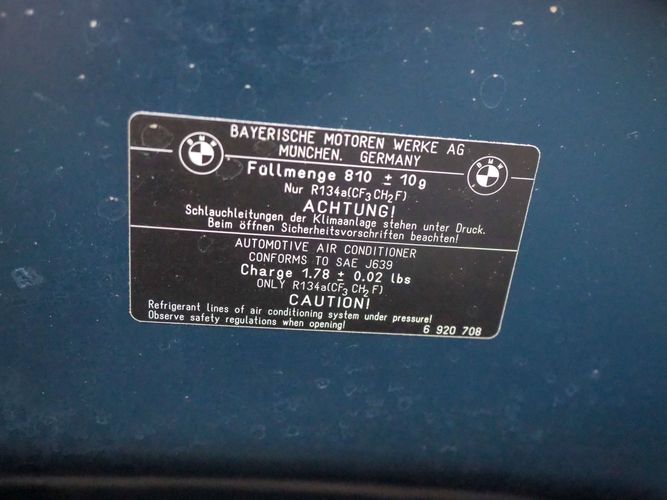 BAYERISCHE MOTOREN WERKE AG
MÜNCHEN, GERMANY
BMW
BMW
Füllmenge 810 ± 10g
Nur R134a(CF3CH2F)
ACHTUNG!
Schlauchleitungen der Klimaanlage stehen unter Druck.
Beim öffnen Sicherheitsvorschriften beachten!
AUTOMOTIVE AIR CONDITIONER
CONFORMS TO SAE J639
Charge 1.78 ± 0.02 lbs
ONLY R134a(CF3CH2F)
CAUTION!
Refrigerant lines of air conditioning system under pressure!
Observe safety regulations when opening!
6 920 708